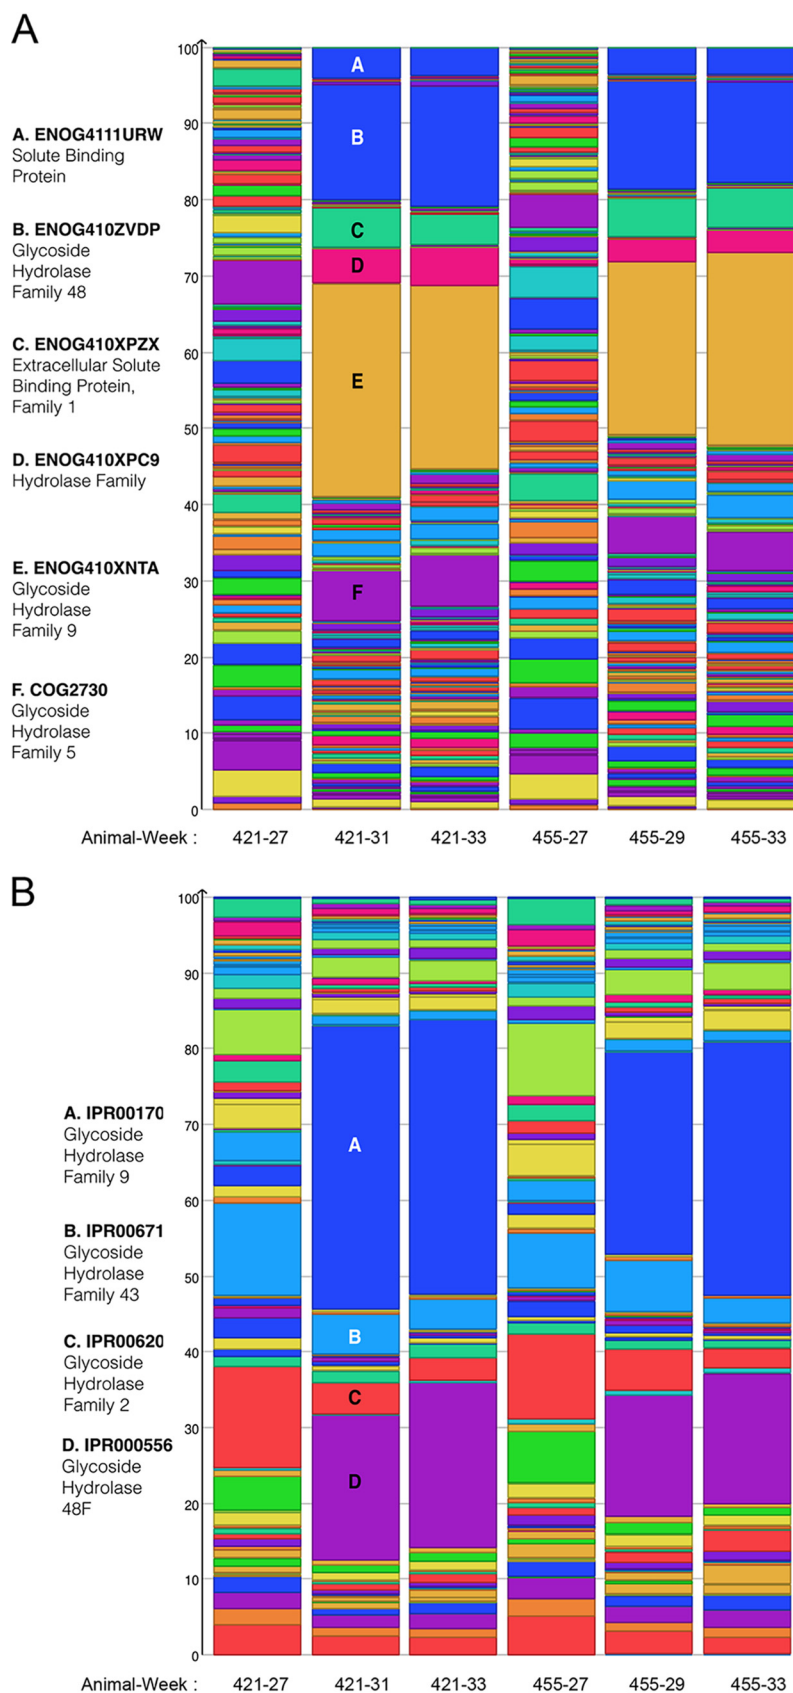 A
100
90
80
70
60
50
40
30
20
10
0
A. ENOG4111URW
Solute Binding
Protein
B. ENOG410ZVDP
Glycoside
Hydrolase
Family 48
C. ENOG410XPZX
Extracellular Solute
Binding Protein,
Family 1
D. ENOG410XPC9
Hydrolase Family
E. ENOG410XNTA
Glycoside
Hydrolase
Family 9
F. COG2730
Glycoside
Hydrolase
Family 5
A
B
C
D
E
F
Animal-Week : 421-27 421-31 421-33 455-27 455-29 455-33
B
100
90
80
70
60
50
40
30
20
10
0
A. IPR00170
Glycoside
Hydrolase
Family 9
B. IPR00671
Glycoside
Hydrolase
Family 43
C. IPR00620
Glycoside
Hydrolase
Family 2
D. IPR000556
Glycoside
Hydrolase
48F
A
B
C
D
Animal-Week : 421-27 421-31 421-33 455-27 455-29 455-33